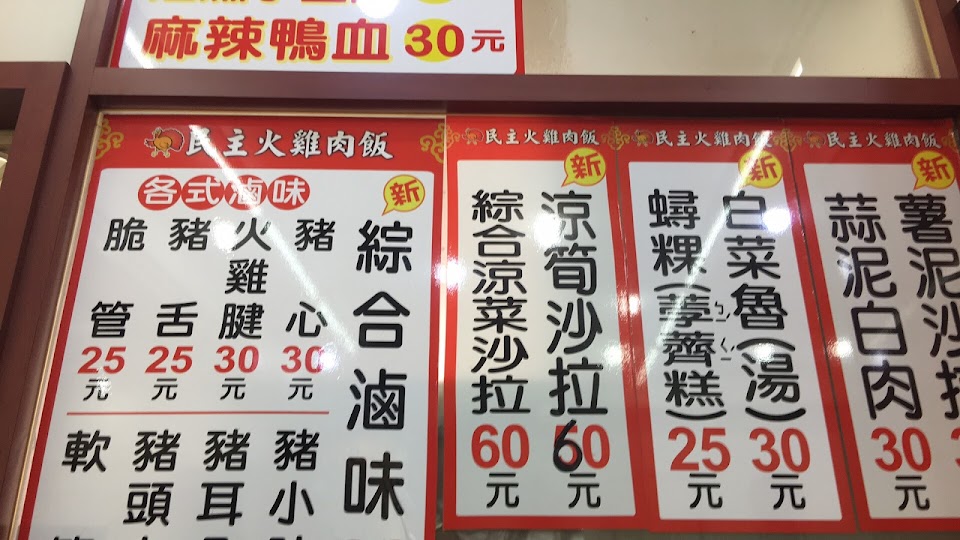 麻辣鴨血30元
民主火雞肉飯
新
綜合滷味
各式滷味
豬心30元
火雞腱30元
豬舌25元
脆管25元
豬小
豬耳
豬頭
軟
民主火雞肉飯
新
涼筍沙拉60元
綜合涼菜沙拉60元
民主火雞肉飯
新
白菜魯(湯)30元
蟳粿(荸薺糕)25元
ㄅㄧˊ ㄑㄧˊ
民主火雞肉
新
薯泥沙拉30
蒜泥白肉30元